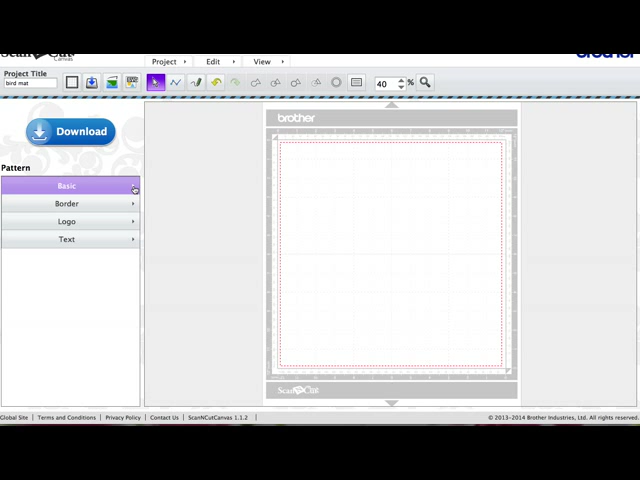 ScanNCut
Canvas
brother
Project Edit View
Project Title
bird mat
SVG
40 %
Download
Pattern
Basic
Border
Logo
Text
brother
ScanNCut
Global Site | Terms and Conditions | Privacy Policy | Contact Us | ScanNCutCanvas 1.1.2 |
© 2013-2014 Brother Industries, Ltd. All rights reserved.